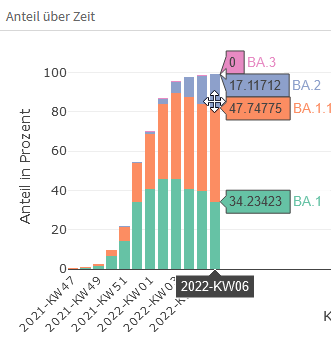 Anteil über Zeit
0 BA.3
17.11712 BA.2
47.74775 BA.1.1
34.23423 BA.1
Anteil in Prozent
100
80
60
40
20
0
2021-KW47
2021-KW49
2021-KW51
2022-KW01
2022-KW03
2022-KW06
K